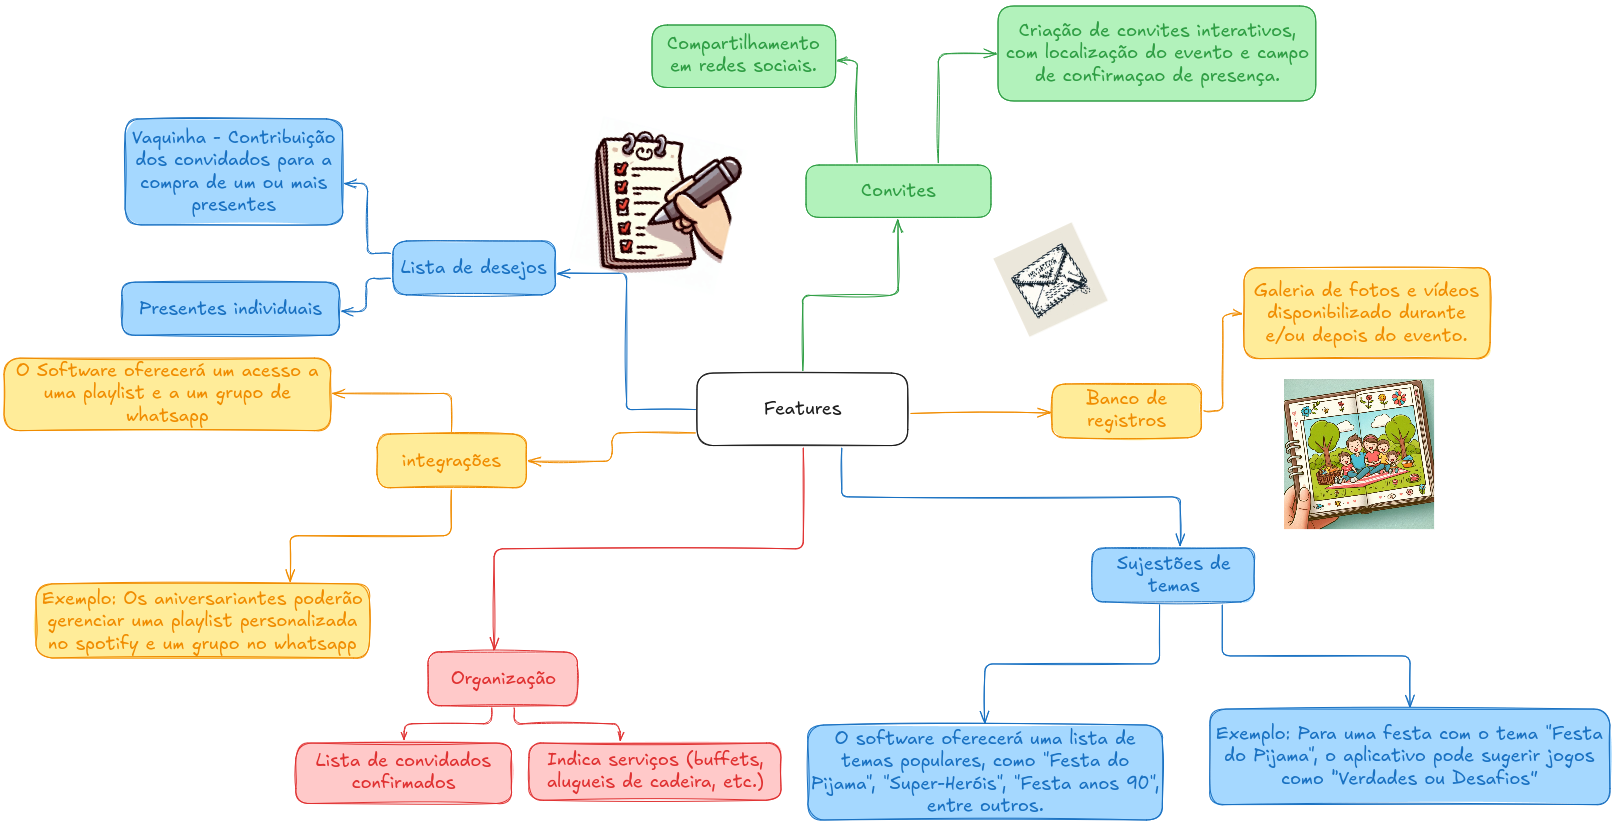 Compartilhamento
em redes sociais.
Criação de convites interativos,
com localização do evento e campo
de confirmaçao de presença.
Convites
Vaquinha - Contribuição
dos convidados para a
compra de um ou mais
presentes
Lista de desejos
Presentes individuais
Galeria de fotos e vídeos
disponibilizado durante
e/ou depois do evento.
O Software oferecerá um acesso a
uma playlist e a um grupo de
whatsapp
Features
Banco de
registros
integrações
Exemplo: Os aniversariantes poderão
gerenciar uma playlist personalizada
no spotify e um grupo no whatsapp
Sujestões de
temas
Organização
Lista de convidados
confirmados
Indica serviços (buffets,
alugueis de cadeira, etc.)
O software oferecerá uma lista de
temas populares, como "Festa do
Pijama", "Super-Heróis", "Festa anos 90",
entre outros.
Exemplo: Para uma festa com o tema "Festa
do Pijama", o aplicativo pode sugerir jogos
como "Verdades ou Desafios"